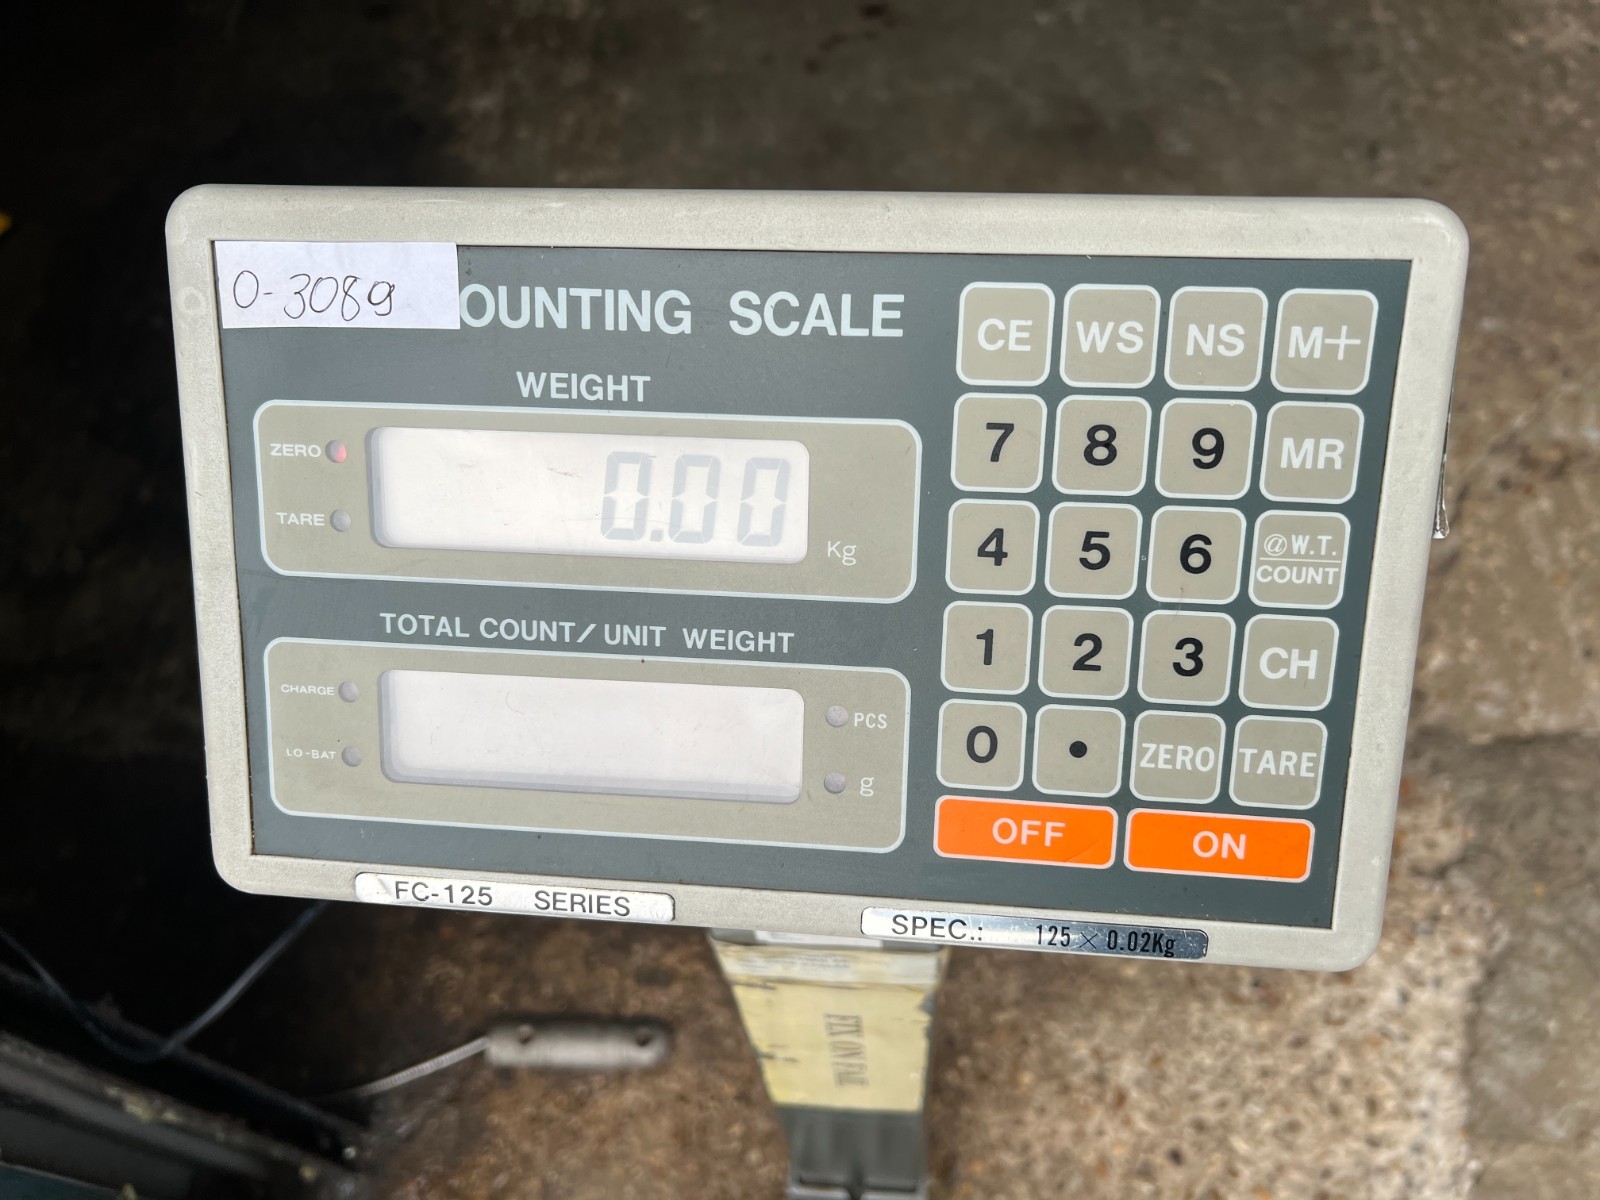 0-3089
OUNTING SCALE
WEIGHT
ZERO
TARE
0.00
Kg
TOTAL COUNT/UNIT WEIGHT
CHARGE
LO-BAT
PCS
g
CE WS NS M+
7 8 9 MR
4 5 6 @W.T.
COUNT
1 2 3 CH
0 . ZERO TARE
OFF ON
FC-125 SERIES
SPEC.: 125 × 0.02Kg